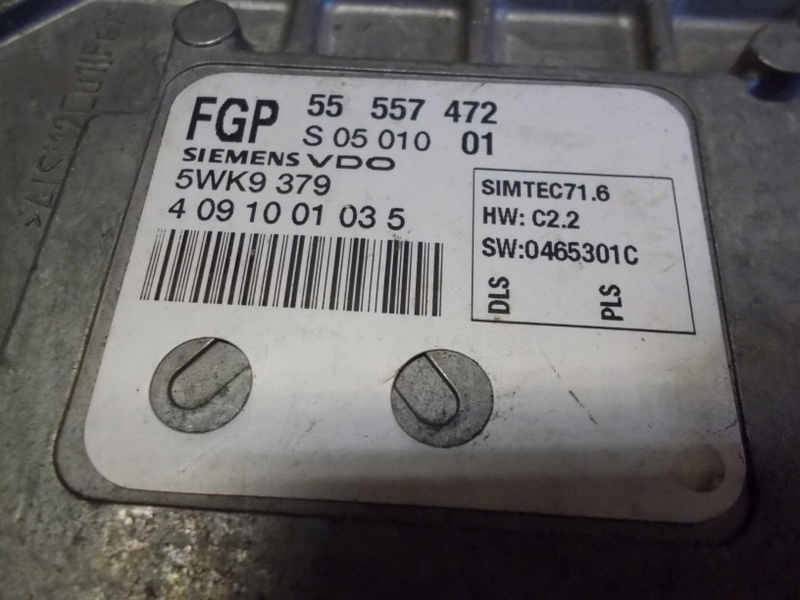 FGP 55 557 472
S 05 010 01
SIEMENS VDO
5WK9 379
4 09 10 01 03 5
SIMTEC71.6
HW: C2.2
SW:0465301C
DLS
PLS